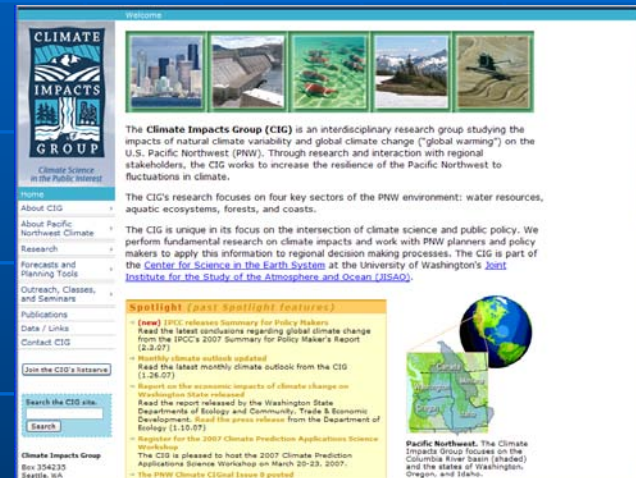 Welcome
CLIMATE
IMPACTS
GROUP
Climate Science
in the Public Interest
Home
About CIG
About Pacific
Northwest Climate
Research
Forecasts and
Planning Tools
Outreach, Classes,
and Seminars
Publications
Data / Links
Contact CIG
Join the CIG's listserve
Search the CIG site.
Search
Climate Impacts Group
Box 354235
Seattle, WA
The Climate Impacts Group (CIG) is an interdisciplinary research group studying the
impacts of natural climate variability and global climate change ("global warming") on the
U.S. Pacific Northwest (PNW). Through research and interaction with regional
stakeholders, the CIG works to increase the resilience of the Pacific Northwest to
fluctuations in climate.
The CIG's research focuses on four key sectors of the PNW environment: water resources,
aquatic ecosystems, forests, and coasts.
The CIG is unique in its focus on the intersection of climate science and public policy. We
perform fundamental research on climate impacts and work with PNW planners and policy
makers to apply this information to regional decision making processes. The CIG is part of
the Center for Science in the Earth System at the University of Washington's Joint
Institute for the Study of the Atmosphere and Ocean (JISAO).
Spotlight (past Spotlight features)
(new) IPCC releases Summary for Policy Makers
Read the latest conclusions regarding global climate change
from the IPCC's 2007 Summary for Policy Maker's Report
(2.3.07)
Monthly climate outlook updated
Read the latest monthly climate outlook from the CIG
(1.26.07)
Report on the economic impacts of climate change on
Washington State released
Read the report released by the Washington State
Departments of Ecology and Community, Trade & Economic
Development. Read the press release from the Department of
Ecology (1.10.07)
Register for the 2007 Climate Prediction Applications Science
Workshop
The CIG is pleased to host the 2007 Climate Prediction
Applications Science Workshop on March 20-23, 2007.
The PNW Climate CIGnal Issue 8 posted
Canada
Washington
Montana
Oregon
Idaho
Pacific Northwest. The Climate
Impacts Group focuses on the
Columbia River basin (shaded)
and the states of Washington,
Oregon, and Idaho.